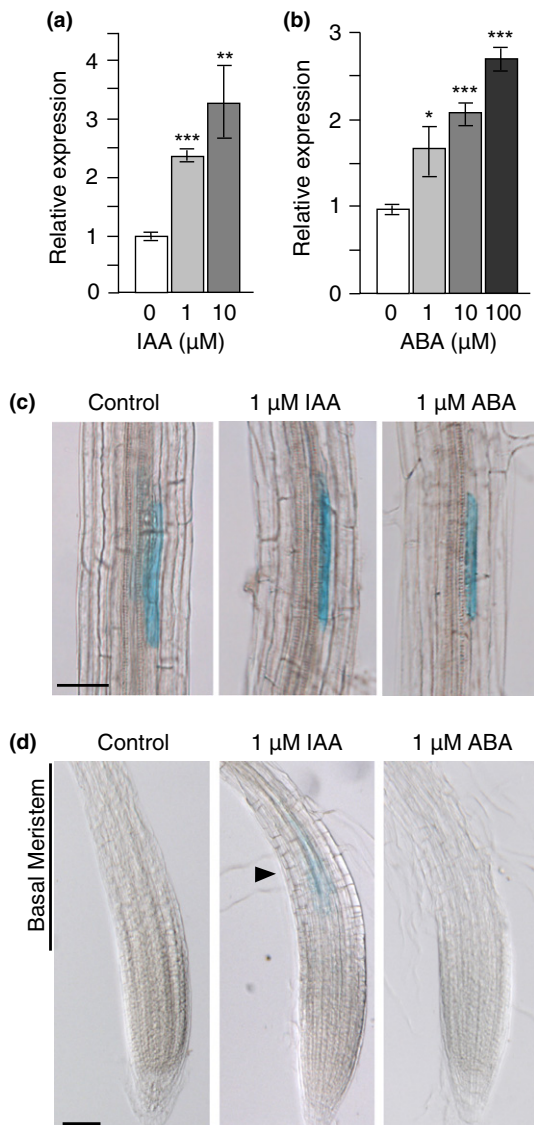 (a)
Relative expression
4
3
2
1
0
** 
***
0 1 10
IAA (µM)
(b)
Relative expression
3
2
1
0
***
***
*
0 1 10 100
ABA (µM)
(c)
Control 1 µM IAA 1 µM ABA
(d)
Control 1 µM IAA 1 µM ABA
Basal Meristem